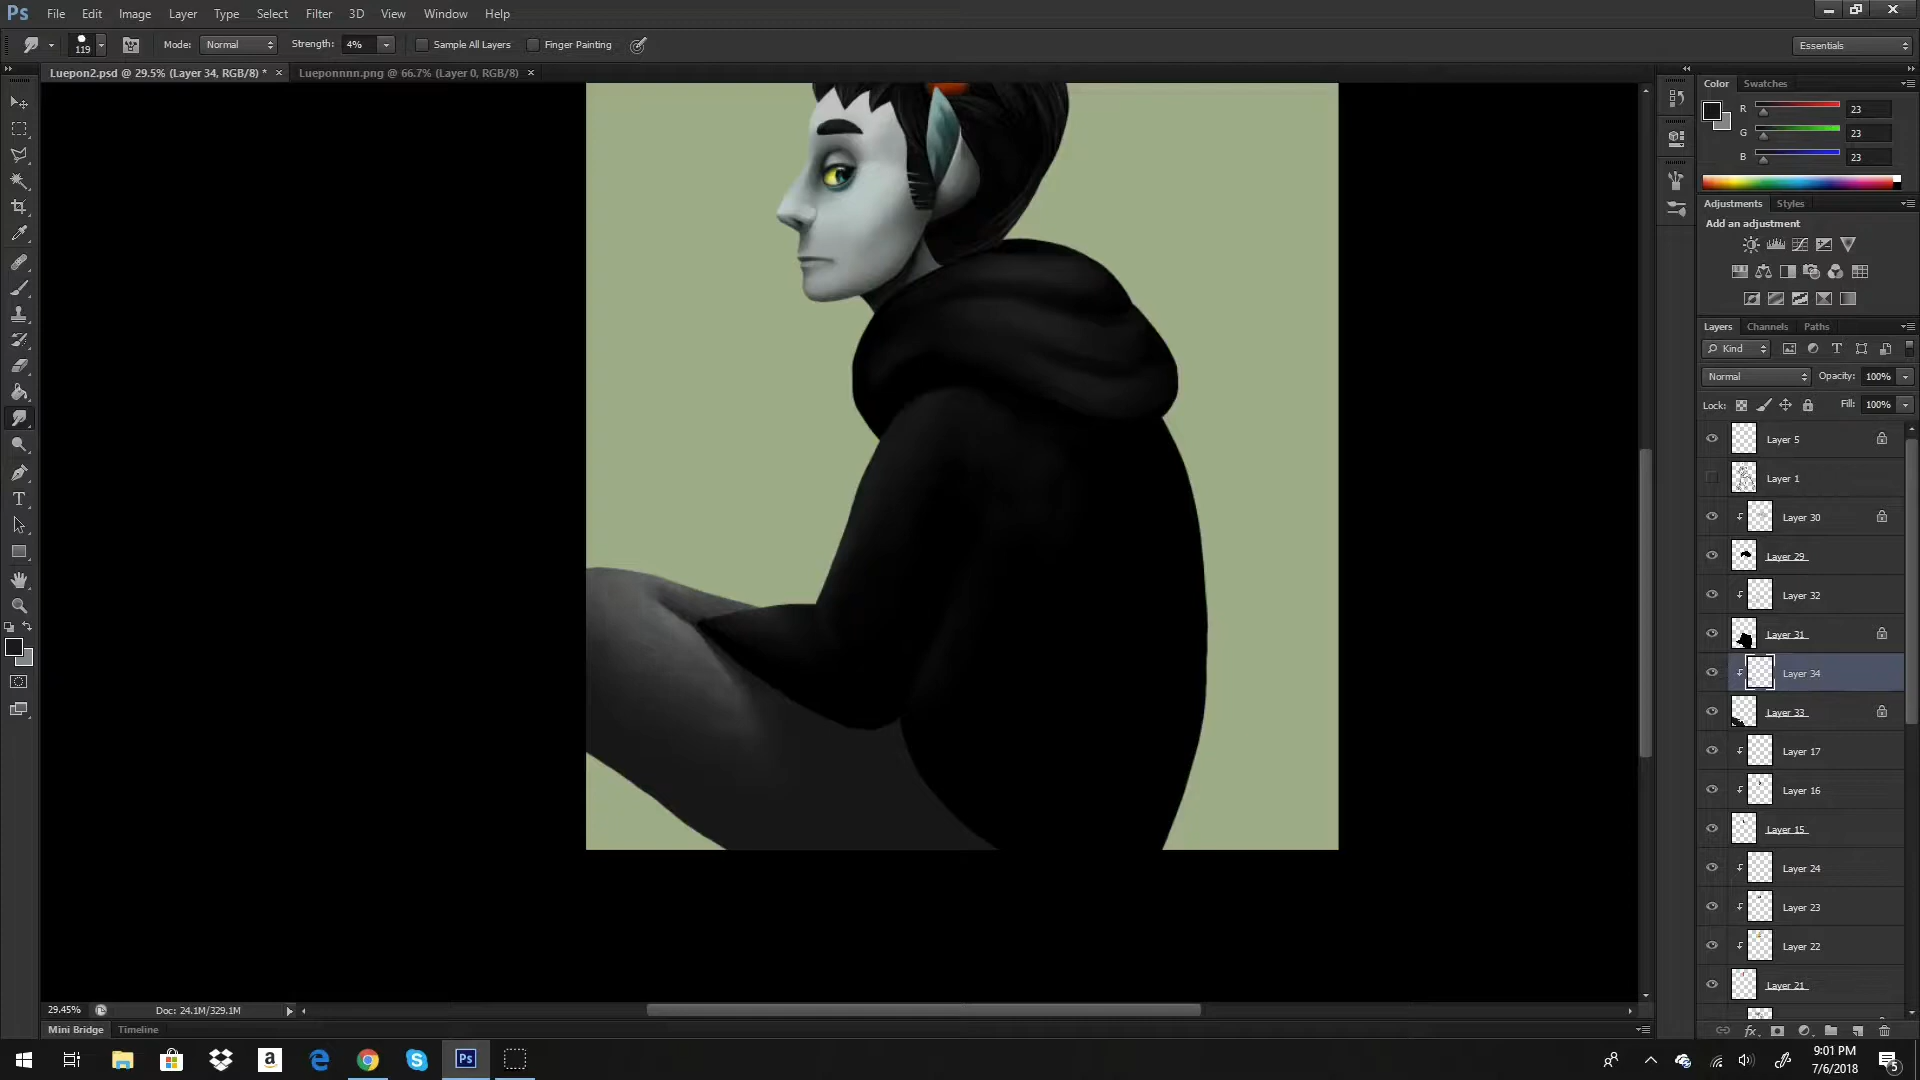 Ps File Edit Image Layer Type Select Filter 3D View Window Help
119 Mode: Normal Strength: 4% Sample All Layers Finger Painting Essentials
Luepon2.psd @ 29.5% (Layer 34, RGB/8) * × Lueponnnn.png @ 66.7% (Layer 0, RGB/8) ×
Color Swatches
R 23
G 23
B 23
Adjustments Styles
Add an adjustment
Layers Channels Paths
Kind
Normal Opacity: 100%
Lock: Fill: 100%
Layer 5
Layer 1
Layer 30
Layer 29
Layer 32
Layer 31
Layer 34
Layer 33
Layer 17
Layer 16
Layer 15
Layer 24
Layer 23
Layer 22
Layer 21
29.45% Doc: 24.1M/329.1M
Mini Bridge Timeline
9:01 PM
7/6/2018
5